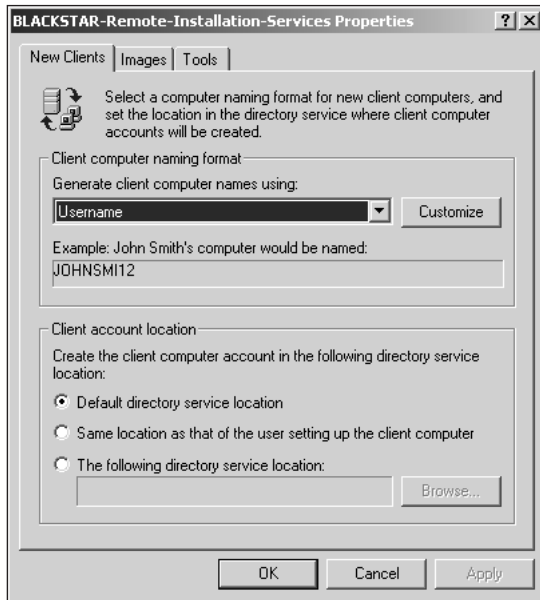 BLACKSTAR-Remote-Installation-Services Properties
New Clients
Images
Tools
Select a computer naming format for new client computers, and
set the location in the directory service where client computer
accounts will be created.
Client computer naming format
Generate client computer names using:
Username
Customize
Example: John Smith's computer would be named:
JOHNSMI12
Client account location
Create the client computer account in the following directory service
location:
Default directory service location
Same location as that of the user setting up the client computer
The following directory service location:
Browse...
OK
Cancel
Apply